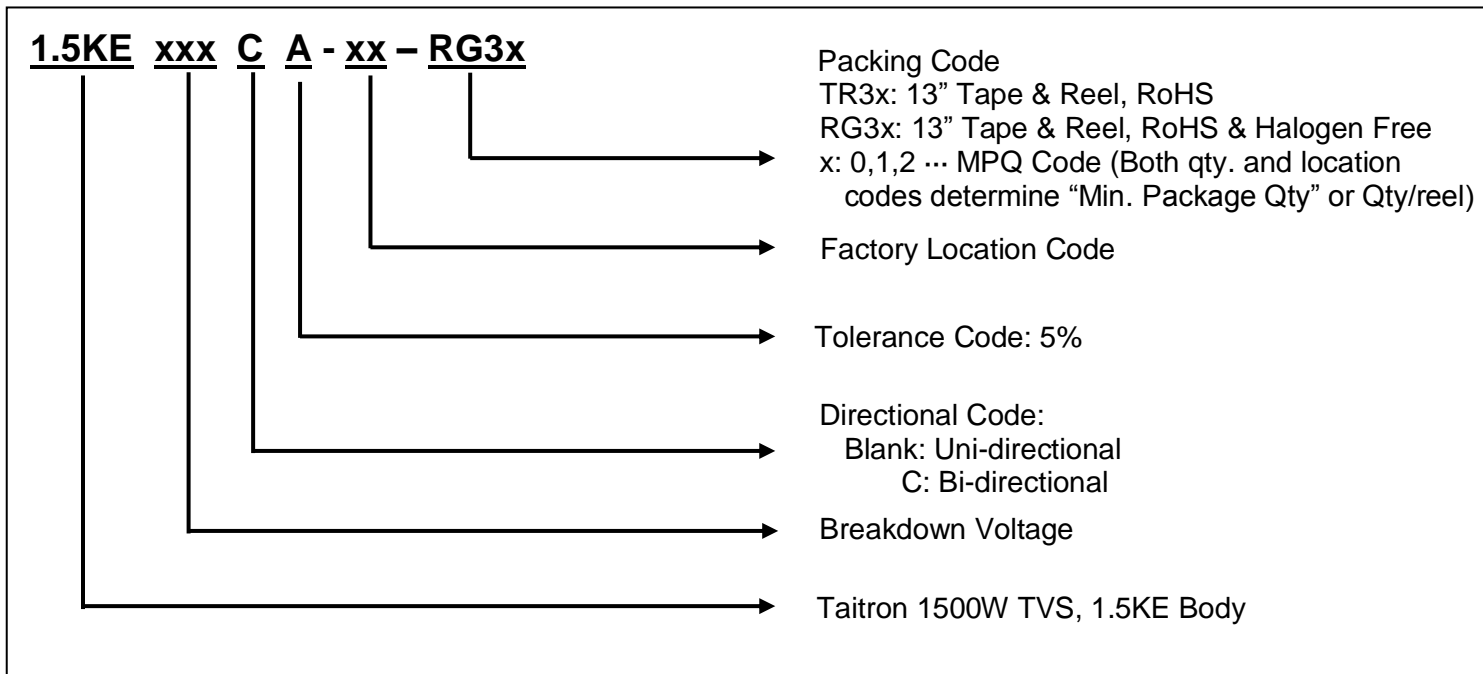 1.5KE xxx C A - xx – RG3x
Packing Code
TR3x: 13” Tape & Reel, RoHS
RG3x: 13” Tape & Reel, RoHS & Halogen Free
x: 0,1,2 ··· MPQ Code (Both qty. and location
codes determine “Min. Package Qty” or Qty/reel)
Factory Location Code
Tolerance Code: 5%
Directional Code:
Blank: Uni-directional
C: Bi-directional
Breakdown Voltage
Taitron 1500W TVS, 1.5KE Body